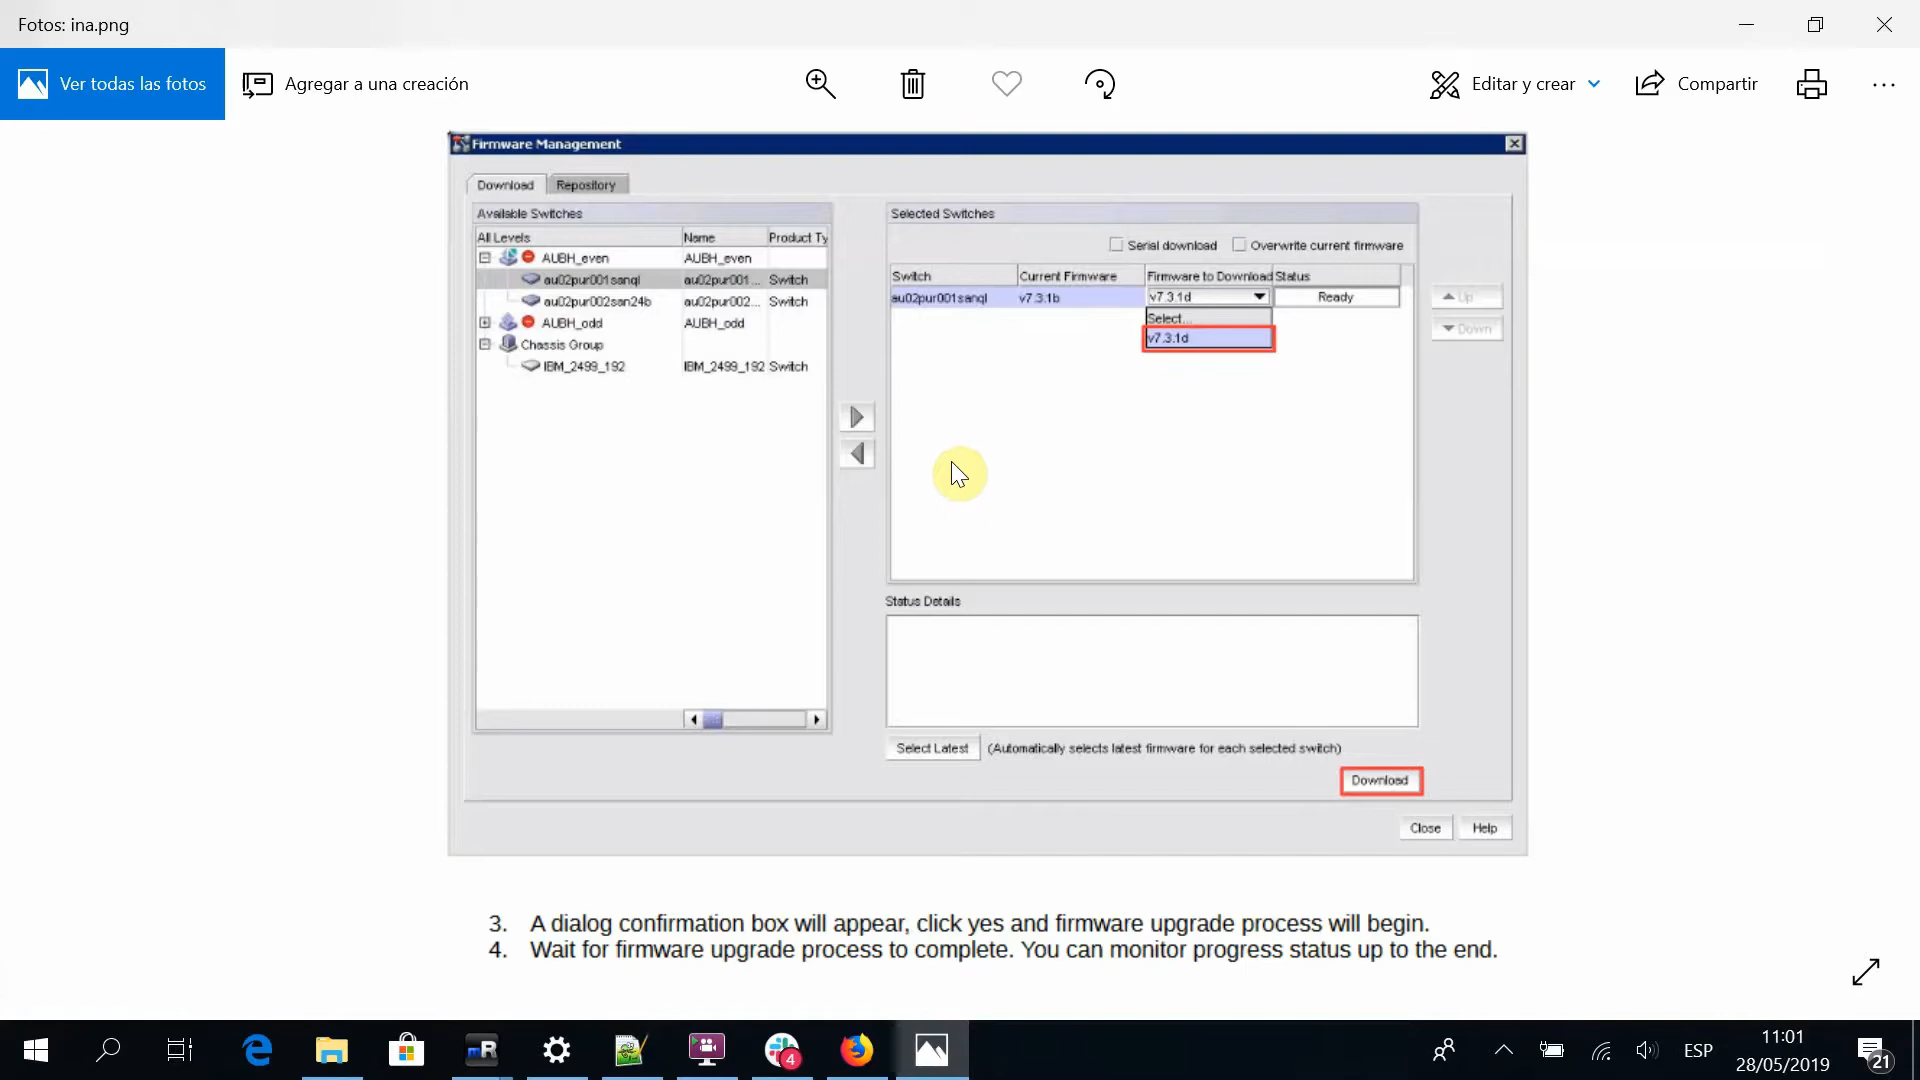 Fotos: ina.png
Ver todas las fotos
Agregar a una creación
Editar y crear
Compartir
Firmware Management
Download Repository
Available Switches
All Levels Name Product Ty
AUBH_even AUBH_even
au02pur001sanql au02pur001... Switch
au02pur002san24b au02pur002... Switch
AUBH_odd AUBH_odd
Chassis Group
IBM_2499_192 IBM_2499_192 Switch
Selected Switches
Serial download Overwrite current firmware
Switch Current Firmware Firmware to Download Status
au02pur001sanql v7.3.1b v7.3.1d Ready
Select...
v7.3.1d
Up
Down
Status Details
Select Latest (Automatically selects latest firmware for each selected switch)
Download
Close Help
3. A dialog confirmation box will appear, click yes and firmware upgrade process will begin.
4. Wait for firmware upgrade process to complete. You can monitor progress status up to the end.
mR
4
ESP
11:01
28/05/2019
21